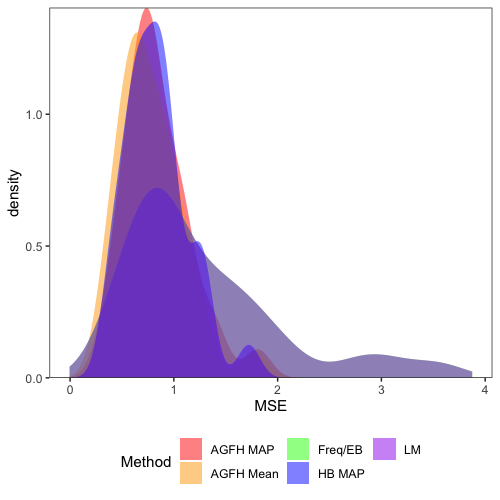 density
1.0
0.5
0.0
0 1 2 3 4
MSE
Method
AGFH MAP Freq/EB LM
AGFH Mean HB MAP